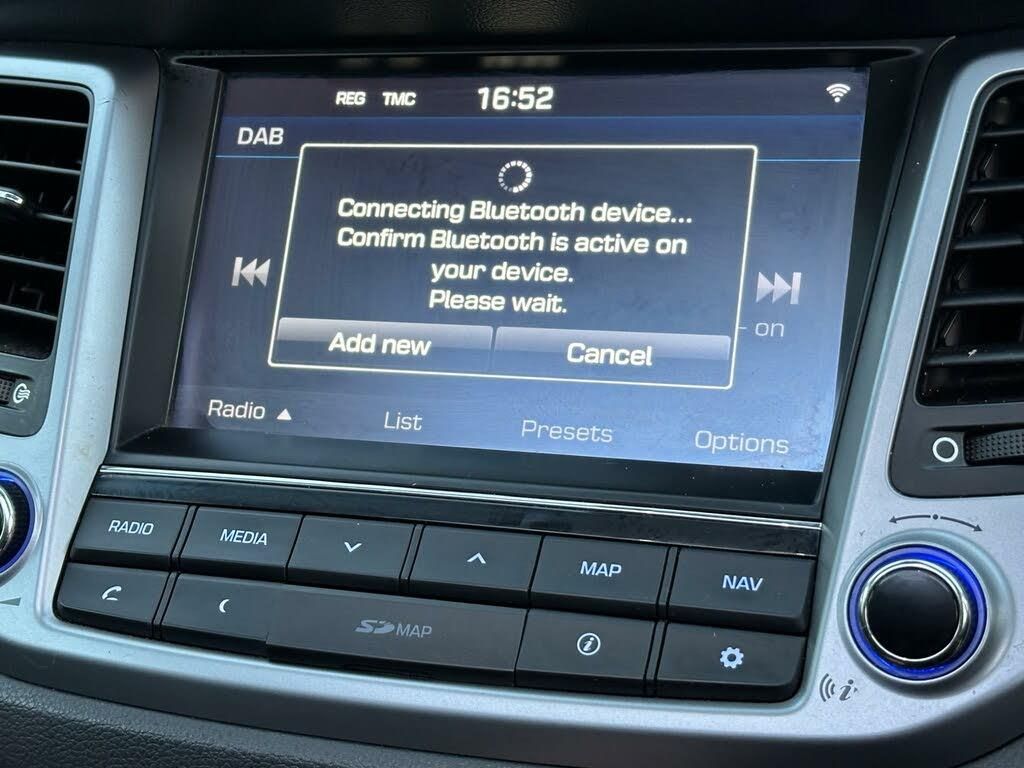 REG TMC 16:52
DAB
Connecting Bluetooth device...
Confirm Bluetooth is active on
your device.
Please wait.
on
Add new Cancel
Radio List Presets Options
RADIO MEDIA MAP NAV
SD MAP i
i